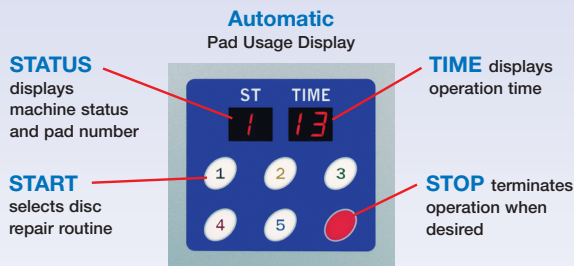 Automatic
Pad Usage Display
STATUS
displays
machine status
and pad number
TIME displays
operation time
ST TIME
1 13
1 2 3
START
selects disc
repair routine
4 5
STOP terminates
operation when
desired